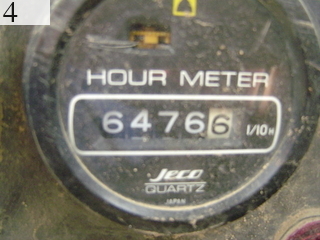 4
HOUR METER
64766 1/10H
Jeco
QUARTZ
JAPAN